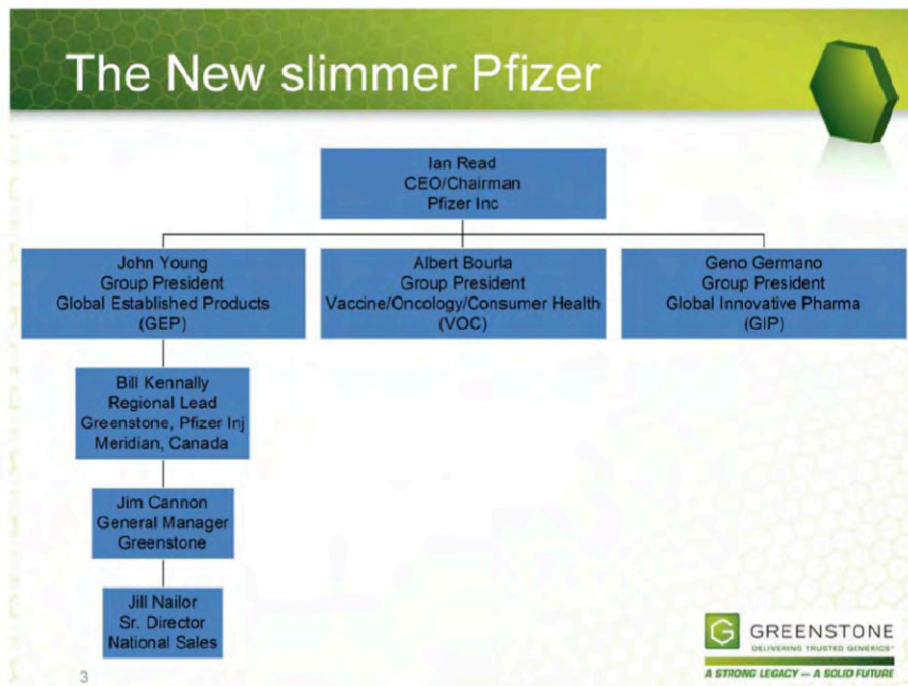 The New slimmer Pfizer
Ian Read
CEO/Chairman
Pfizer Inc
John Young
Group President
Global Established Products
(GEP)
Albert Bourla
Group President
Vaccine/Oncology/Consumer Health
(VOC)
Geno Germano
Group President
Global Innovative Pharma
(GIP)
Bill Kennally
Regional Lead
Greenstone, Pfizer Inj
Meridian, Canada
Jim Cannon
General Manager
Greenstone
Jill Nailor
Sr. Director
National Sales
G GREENSTONE
DELIVERING TRUSTED GENERICS™
A STRONG LEGACY — A SOLID FUTURE
3